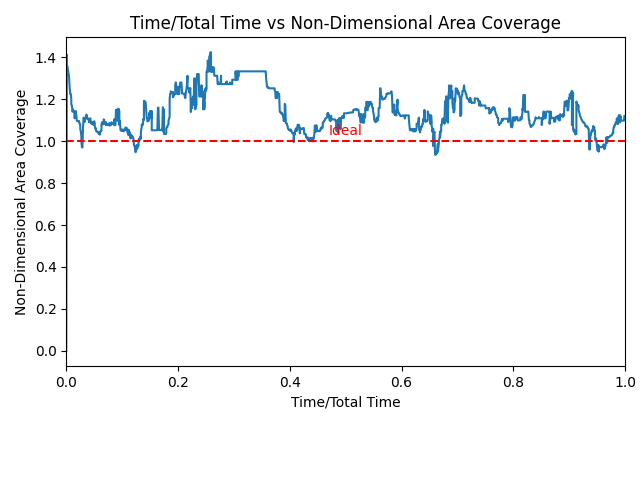 Time/Total Time vs Non-Dimensional Area Coverage
Non-Dimensional Area Coverage
1.4
1.2
1.0
0.8
0.6
0.4
0.2
0.0
Ideal
0.0 0.2 0.4 0.6 0.8 1.0
Time/Total Time